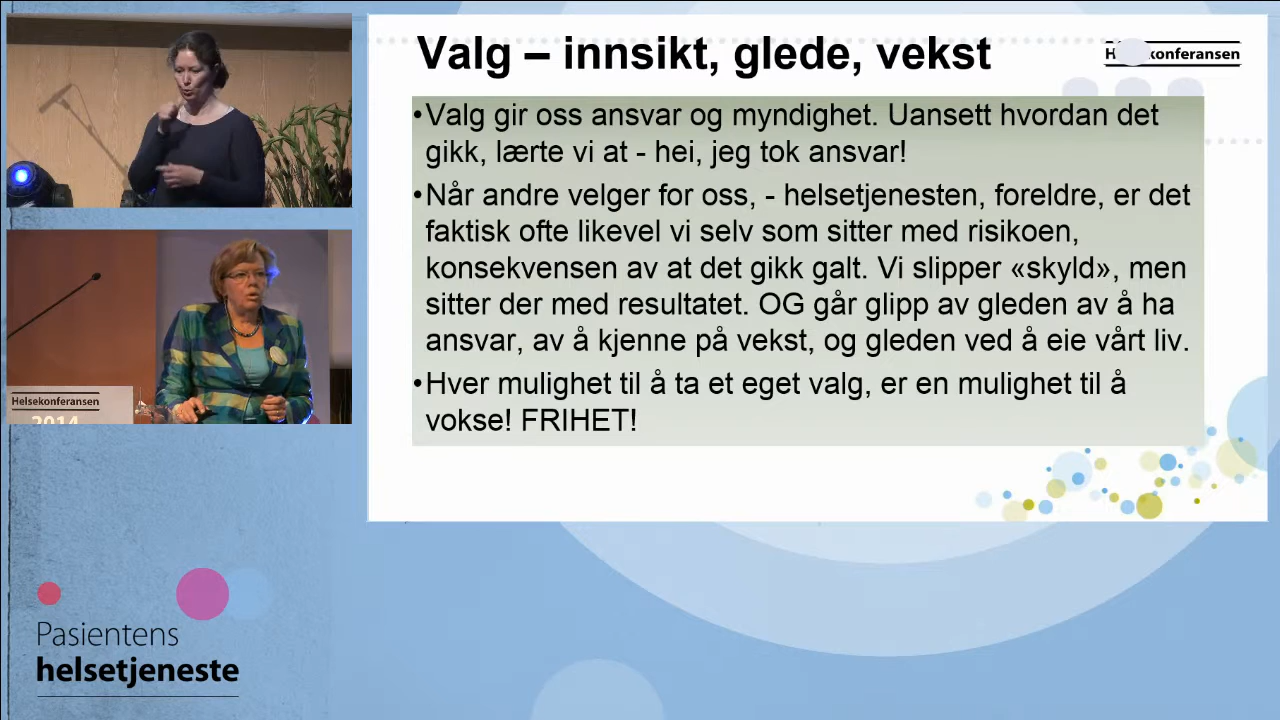 Valg – innsikt, glede, vekst
•Valg gir oss ansvar og myndighet. Uansett hvordan det
gikk, lærte vi at - hei, jeg tok ansvar!
•Når andre velger for oss, - helsetjenesten, foreldre, er det
faktisk ofte likevel vi selv som sitter med risikoen,
konsekvensen av at det gikk galt. Vi slipper «skyld», men
sitter der med resultatet. OG går glipp av gleden av å ha
ansvar, av å kjenne på vekst, og gleden ved å eie vårt liv.
•Hver mulighet til å ta et eget valg, er en mulighet til å
vokse! FRIHET!
Helsekonferansen
2014
Pasientens
helsetjeneste